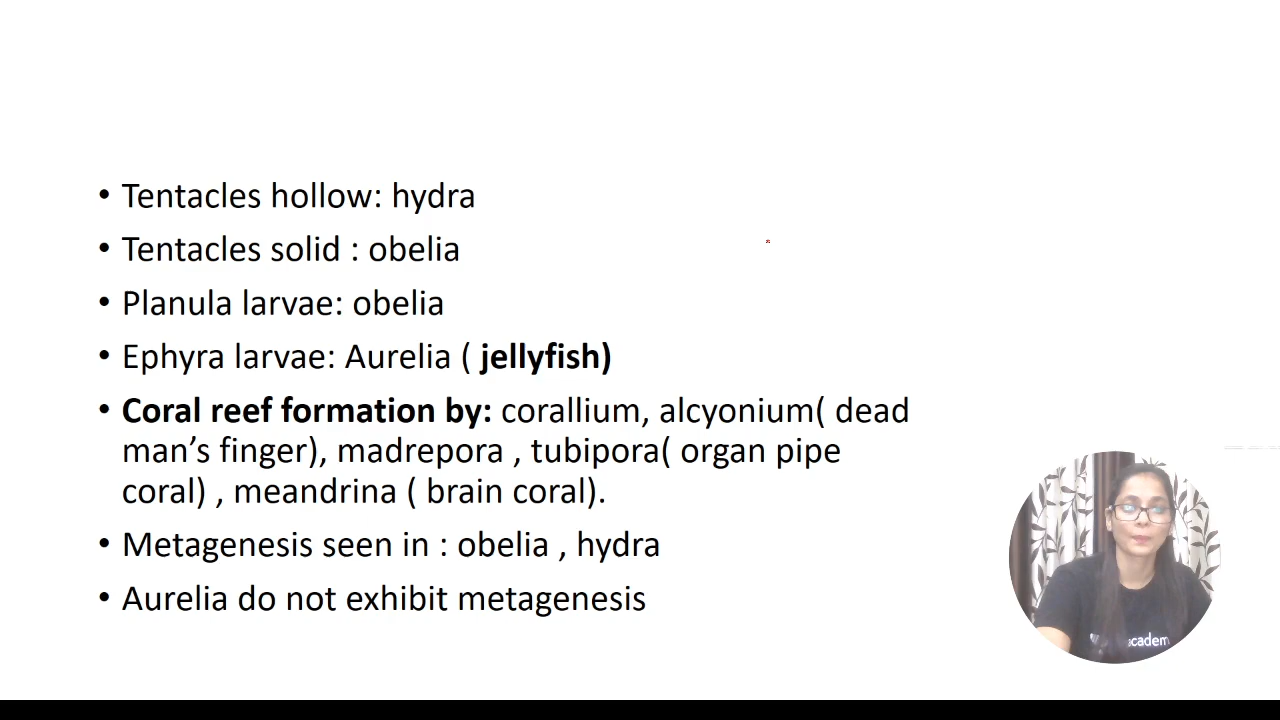 • Tentacles hollow: hydra
• Tentacles solid : obelia
• Planula larvae: obelia
• Ephyra larvae: Aurelia ( jellyfish)
• Coral reef formation by: corallium, alcyonium( dead
man’s finger), madrepora , tubipora( organ pipe
coral) , meandrina ( brain coral).
• Metagenesis seen in : obelia , hydra
• Aurelia do not exhibit metagenesis